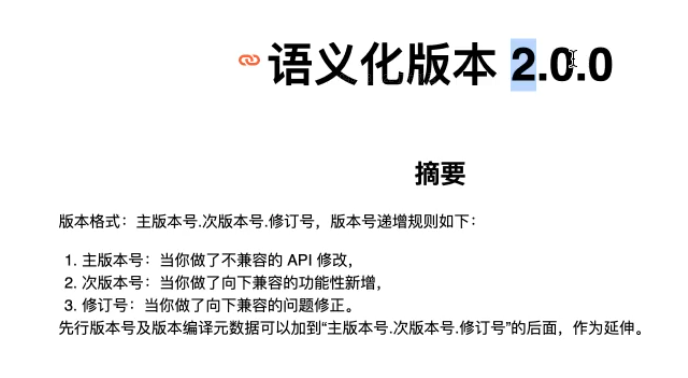 语义化版本 2.0.0
摘要
版本格式：主版本号.次版本号.修订号，版本号递增规则如下：
1. 主版本号：当你做了不兼容的 API 修改，
2. 次版本号：当你做了向下兼容的功能性新增，
3. 修订号：当你做了向下兼容的问题修正。
先行版本号及版本编译元数据可以加到“主版本号.次版本号.修订号”的后面，作为延伸。